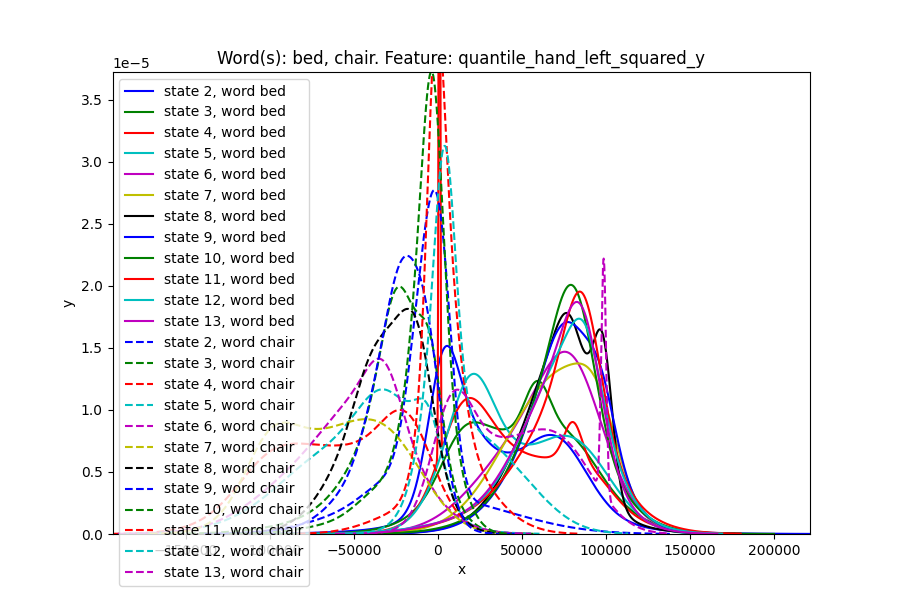 Word(s): bed, chair. Feature: quantile_hand_left_squared_y
1e−5
3.5
3.0
2.5
2.0
1.5
1.0
0.5
0.0
y
state 2, word bed
state 3, word bed
state 4, word bed
state 5, word bed
state 6, word bed
state 7, word bed
state 8, word bed
state 9, word bed
state 10, word bed
state 11, word bed
state 12, word bed
state 13, word bed
state 2, word chair
state 3, word chair
state 4, word chair
state 5, word chair
state 6, word chair
state 7, word chair
state 8, word chair
state 9, word chair
state 10, word chair
state 11, word chair
state 12, word chair
state 13, word chair
−50000 0 50000 100000 150000 200000
x